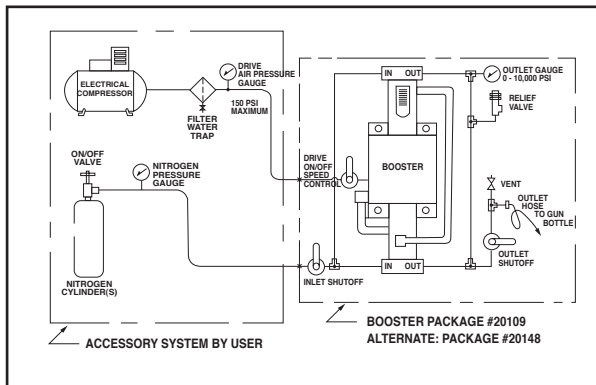 ELECTRICAL
COMPRESSOR
DRIVE
AIR PRESSURE
GAUGE
150 PSI
MAXIMUM
FILTER
WATER
TRAP
ON/OFF
VALVE
NITROGEN
PRESSURE
GAUGE
NITROGEN
CYLINDER(S)
ACCESSORY SYSTEM BY USER
IN OUT
OUTLET GAUGE
0 - 10,000 PSI
RELIEF
VALVE
DRIVE
ON/OFF
SPEED
CONTROL
BOOSTER
VENT
OUTLET
HOSE
TO GUN
BOTTLE
OUTLET
SHUTOFF
IN OUT
INLET SHUTOFF
BOOSTER PACKAGE #20109
ALTERNATE: PACKAGE #20148